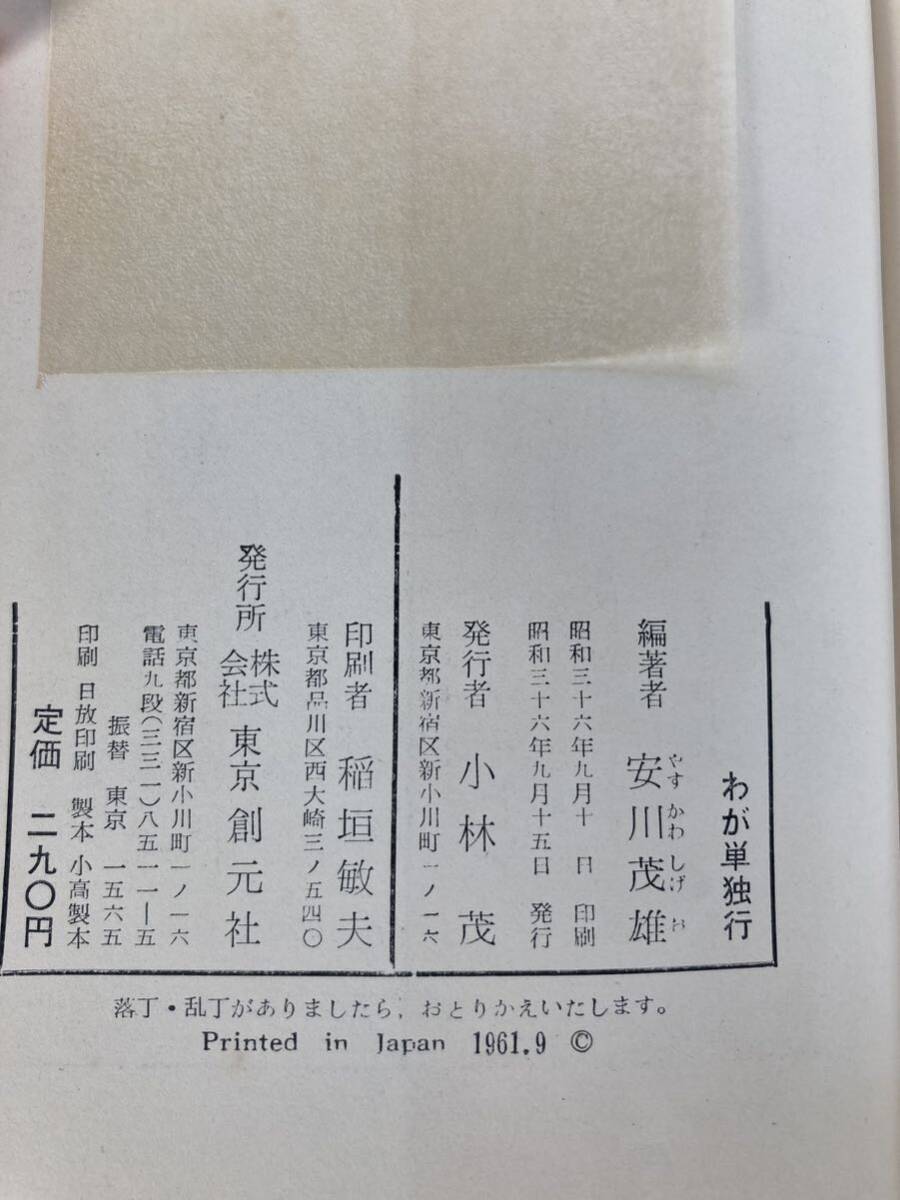 わが単独行
編著者 安川茂雄
やす かわ しげ お
昭和三十六年九月十日 印刷
昭和三十六年九月十五日 発行
発行者 小林茂
東京都新宿区新小川町一ノ一六
印刷者 稲垣敏夫
東京都品川区西大崎三ノ五四〇
発行所 株式会社 東京創元社
東京都新宿区新小川町一ノ一六
電話九段(三三一)八五一一―五
振替 東京 一五六五
印刷 日放印刷 製本 小高製本
定価 二九〇円
落丁・乱丁がありましたら,おとりかえいたします。
Printed in Japan 1961.9 ©